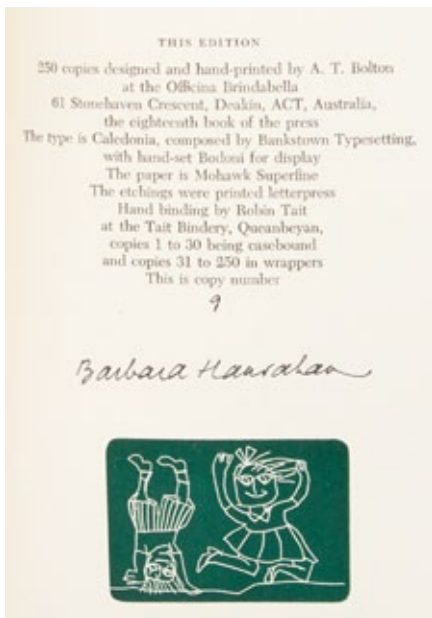 THIS EDITION
250 copies designed and hand-printed by A. T. Bolton
at the Officina Brindabella
61 Stonehaven Crescent, Deakin, ACT, Australia,
the eighteenth book of the press
The type is Caledonia, composed by Bankstown Typesetting,
with hand-set Bodoni for display
The paper is Mohawk Superfine
The etchings were printed letterpress
Hand binding by Robin Tait
at the Tait Bindery, Queanbeyan,
copies 1 to 30 being casebound
and copies 31 to 250 in wrappers
This is copy number
9
Barbara Hanrahan